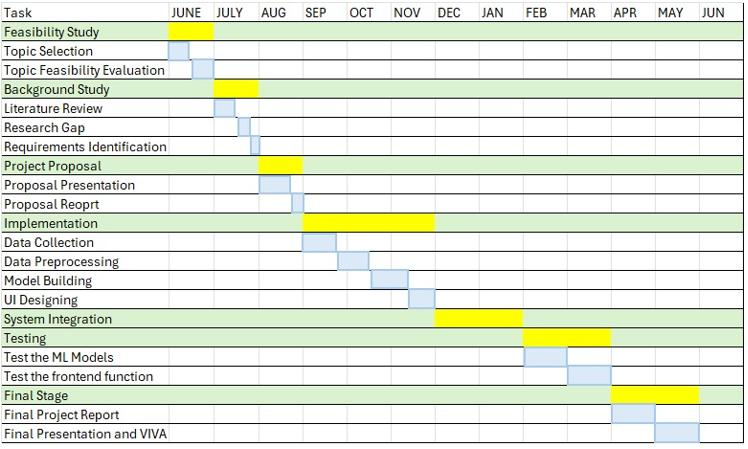 Task JUNE JULY AUG SEP OCT NOV DEC JAN FEB MAR APR MAY JUN
Feasibility Study
Topic Selection
Topic Feasibility Evaluation
Background Study
Literature Review
Research Gap
Requirements Identification
Project Proposal
Proposal Presentation
Proposal Reoprt
Implementation
Data Collection
Data Preprocessing
Model Building
UI Designing
System Integration
Testing
Test the ML Models
Test the frontend function
Final Stage
Final Project Report
Final Presentation and VIVA